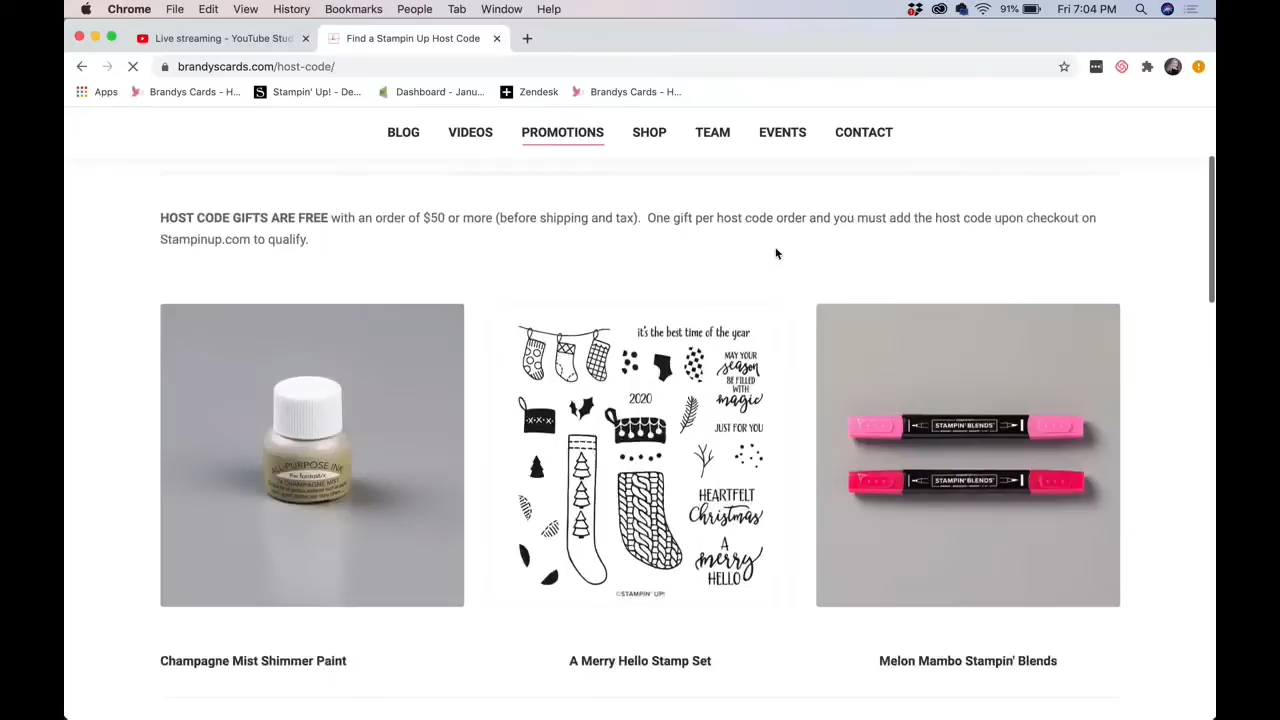 Chrome File Edit View History Bookmarks People Tab Window Help 91% Fri 7:04 PM
Live streaming - YouTube Stud Find a Stampin Up Host Code
brandyscards.com/host-code/
Apps Brandys Cards - H... Stampin' Up! - De... Dashboard - Janu... Zendesk Brandys Cards - H...
BLOG VIDEOS PROMOTIONS SHOP TEAM EVENTS CONTACT
HOST CODE GIFTS ARE FREE with an order of $50 or more (before shipping and tax). One gift per host code order and you must add the host code upon checkout on
Stampinup.com to qualify.
it's the best time of the year
MAY YOUR
season
BE FILLED
WITH
magic
2020
JUST FOR YOU
HEARTFELT
Christmas
A
merry
HELLO
©STAMPIN' UP!
ALL-PURPOSE INK
CHAMPAGNE MIST
STAMPIN' BLENDS
STAMPIN' BLENDS
Champagne Mist Shimmer Paint
A Merry Hello Stamp Set
Melon Mambo Stampin' Blends